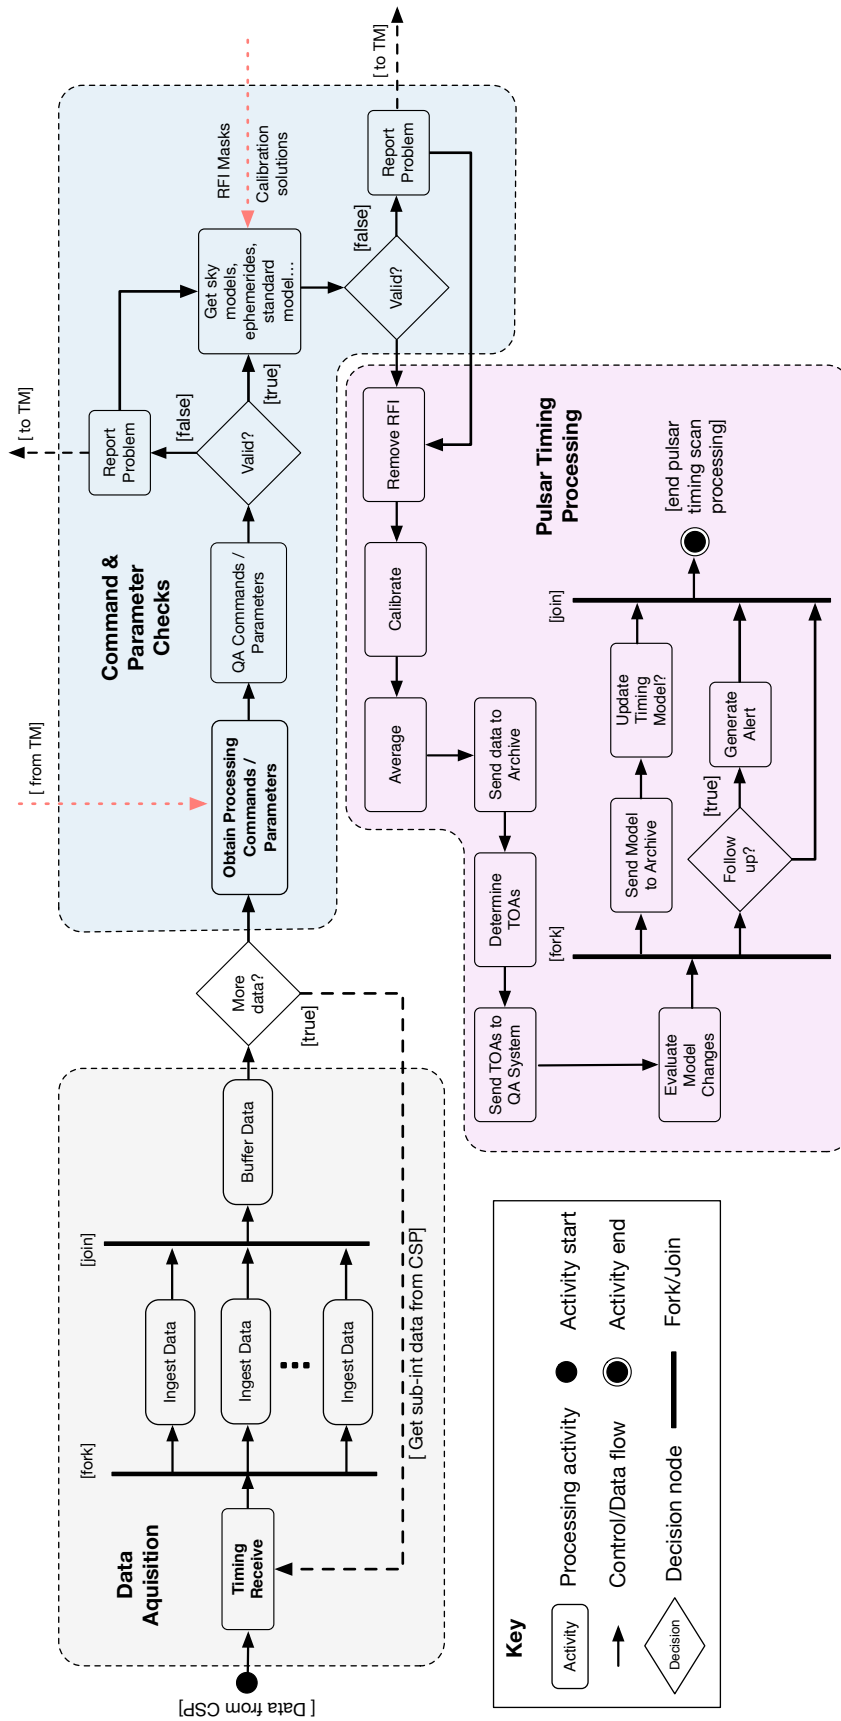 [ Data from CSP]
Data
Aquisition
Timing
Receive
[fork]
Ingest Data
Ingest Data
Ingest Data
[join]
Buffer Data
[ Get sub-int data from CSP]
More
data?
[true]
Command &
Parameter
Checks
[ from TM]
Obtain Processing
Commands /
Parameters
QA Commands /
Parameters
Valid?
[false]
[true]
Report
Problem
[ to TM]
Get sky
models,
ephemerides,
standard
model...
RFI Masks
Calibration
solutions
Valid?
[false]
Report
Problem
[ to TM]
Pulsar Timing
Processing
Remove RFI
Calibrate
Average
Send data to
Archive
Determine
TOAs
Send TOAs to
QA System
Evaluate
Model
Changes
[fork]
Send Model
to Archive
Update
Timing
Model?
Follow
up?
[true]
Generate
Alert
[join]
[end pulsar
timing scan
processing]
Key
Activity
Processing activity
Activity start
Control/Data flow
Activity end
Decision
Decision node
Fork/Join